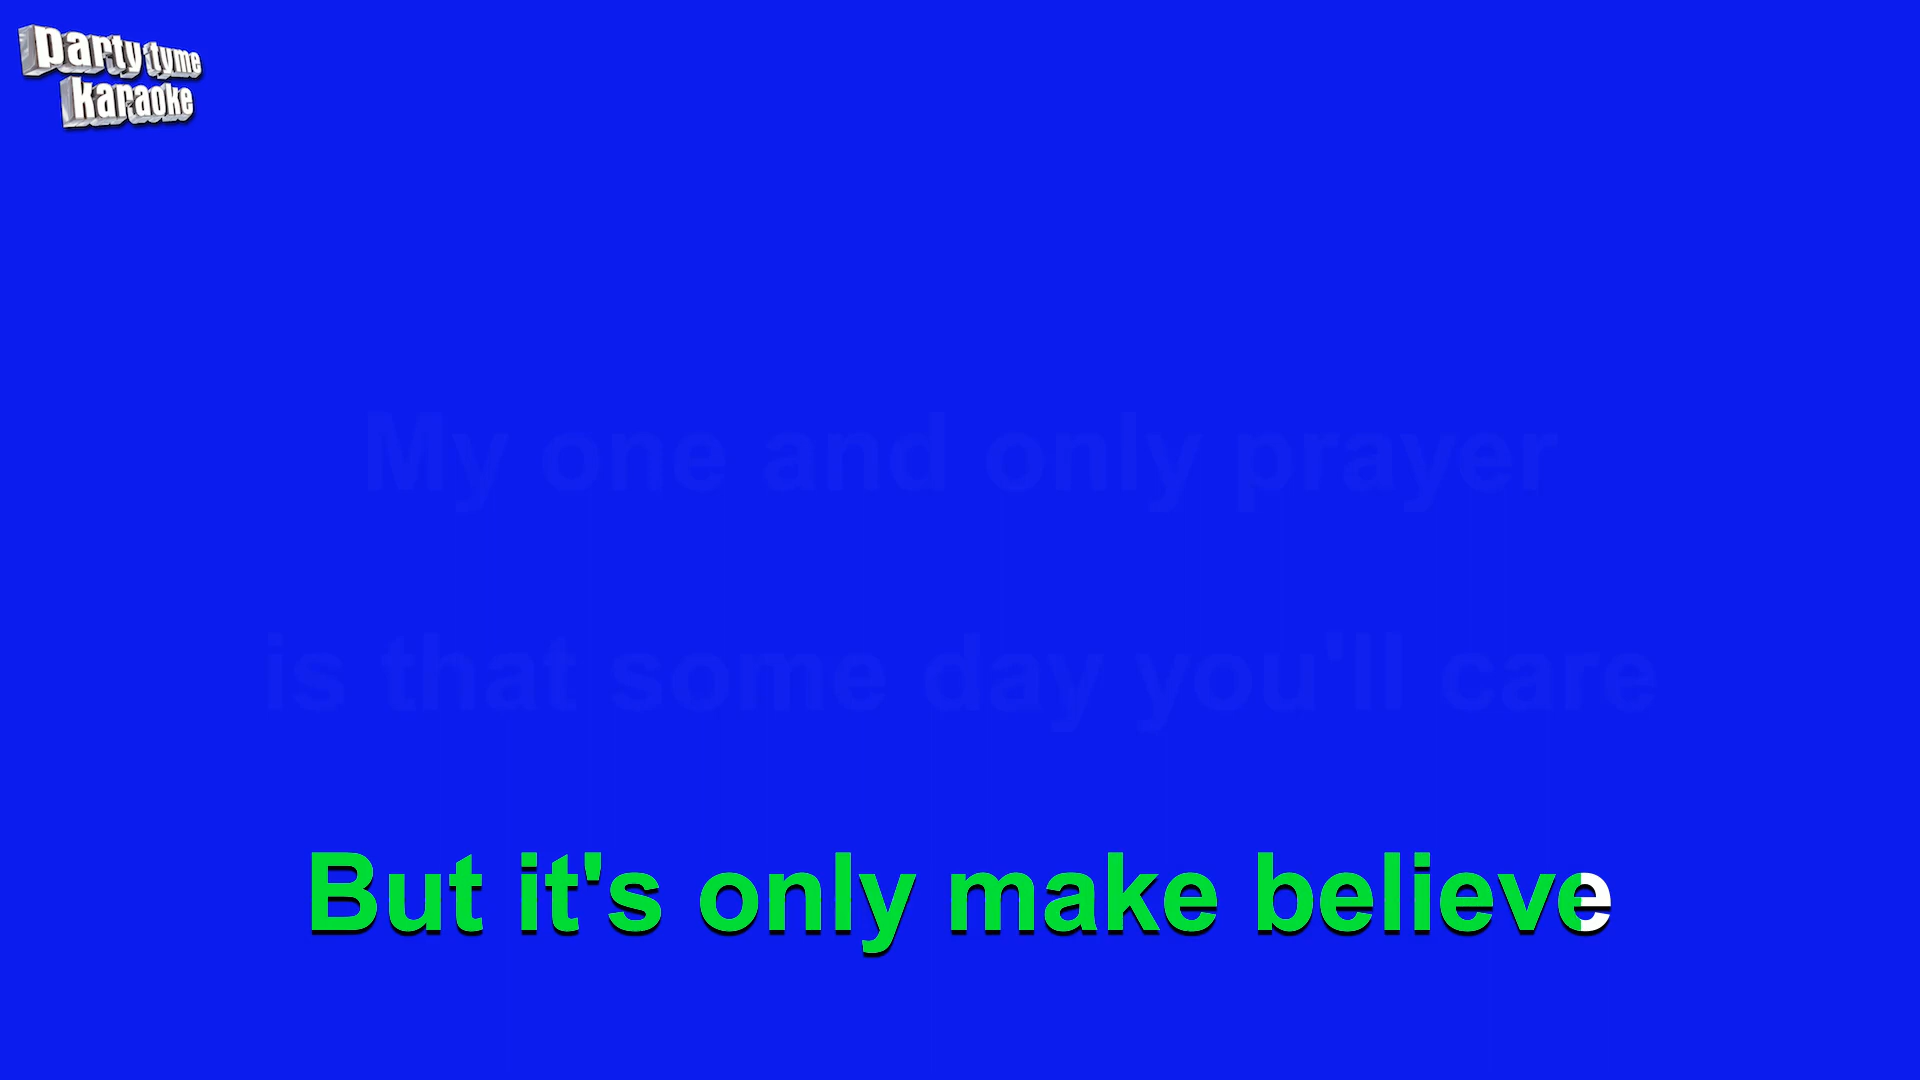 party tyme
karaoke
My one and only prayer
is that some day you'll care
But it's only make believe